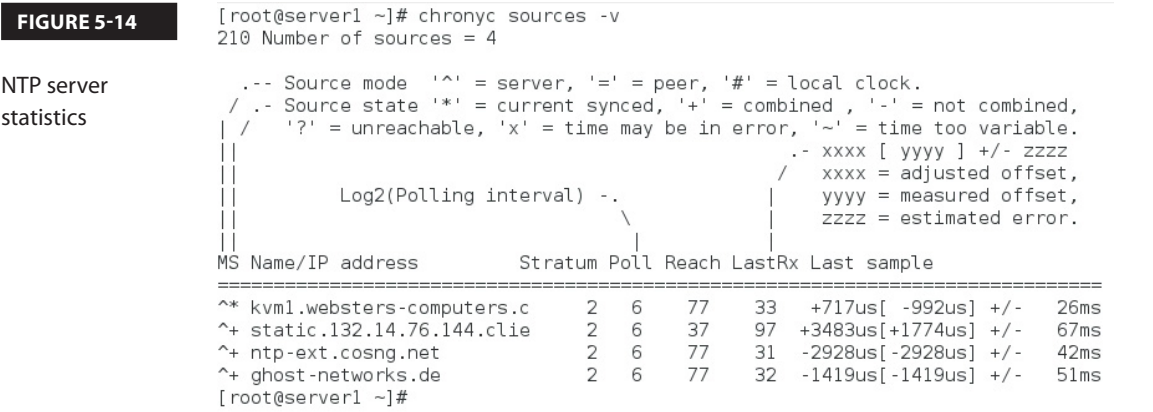 FIGURE 5-14
NTP server
statistics
[root@server1 ~]# chronyc sources -v
210 Number of sources = 4
.-- Source mode '^' = server, '=' = peer, '#' = local clock.
/ .- Source state '*' = current synced, '+' = combined , '-' = not combined,
| / '?' = unreachable, 'x' = time may be in error, '~' = time too variable.
|| .- xxxx [ yyyy ] +/- zzzz
|| / xxxx = adjusted offset,
|| Log2(Polling interval) -. | yyyy = measured offset,
|| \ | zzzz = estimated error.
|| | |
MS Name/IP address Stratum Poll Reach LastRx Last sample
===============================================================================
^* kvm1.websters-computers.c 2 6 77 33 +717us[ -992us] +/- 26ms
^+ static.132.14.76.144.clie 2 6 37 97 +3483us[+1774us] +/- 67ms
^+ ntp-ext.cosng.net 2 6 77 31 -2928us[-2928us] +/- 42ms
^+ ghost-networks.de 2 6 77 32 -1419us[-1419us] +/- 51ms
[root@server1 ~]#